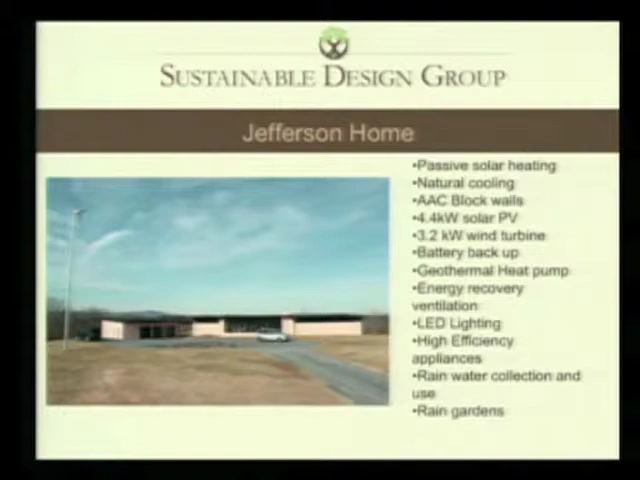 SUSTAINABLE DESIGN GROUP
Jefferson Home
•Passive solar heating
•Natural cooling
•AAC Block walls
•4.4kW solar PV
•3.2 kW wind turbine
•Battery back up
•Geothermal Heat pump
•Energy recovery
ventilation
•LED Lighting
•High Efficiency
appliances
•Rain water collection and
use
•Rain gardens